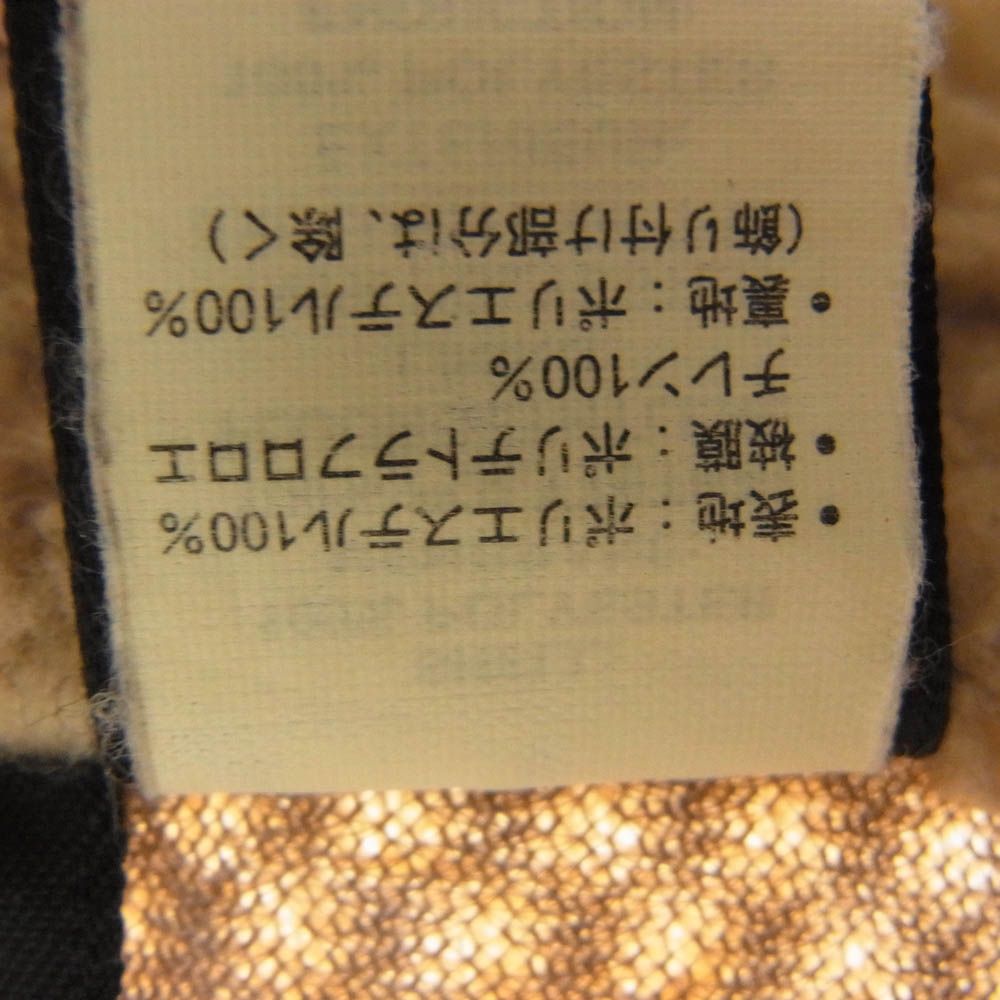 ●表地：ポリエステル100%
●被膜：ポリテトラフロロエ
チレン100%
●裏地：ポリエステル100%
(飾り付け部分は、除く)